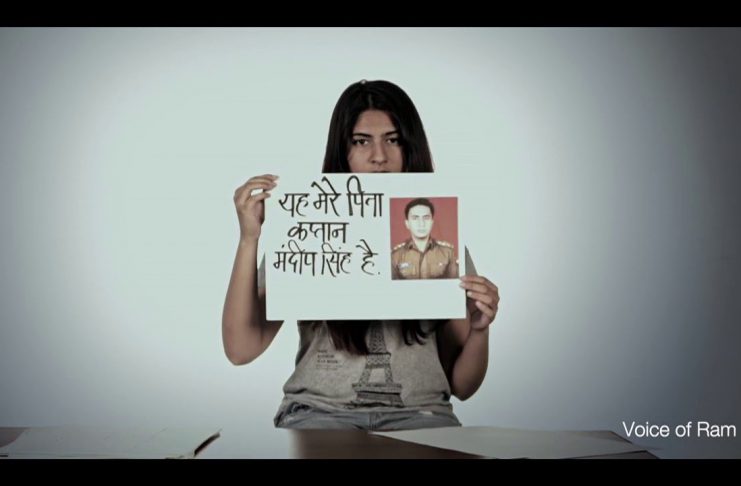 यह मेरे पिता
कप्तान
मंदीप सिंह है.
Voice of Ram